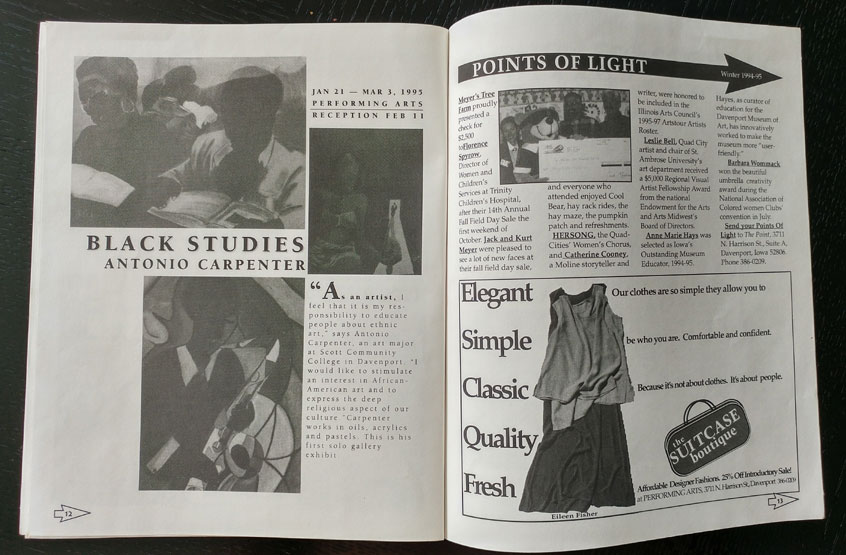 JAN 21 — MAR 3, 1995
PERFORMING ARTS
RECEPTION FEB 11
BLACK STUDIES
ANTONIO CARPENTER
“As an artist, I
feel that it is my res-
ponsibility to educate
people about ethnic
art,” says Antonio
Carpenter, an art major
at Scott Community
College in Davenport. “I
would like to stimulate
an interest in African-
American art and to
express the deep
religious aspect of our
culture.“Carpenter
works in oils, acrylics
and pastels. This is his
first solo gallery
exhibit
12
POINTS OF LIGHT
Winter 1994-95
Meyer's Tree
Farm proudly
presented a
check for
$2,500
toFlorence
Spyrow,
Director of
Women and
Children's
Services at Trinity
Children's Hospital,
after their 14th Annual
Fall Field Day Sale the
first weekend of
October. Jack and Kurt
Meyer were pleased to
see a lot of new faces at
their fall field day sale,
and everyone who
attended enjoyed Cool
Bear, hay rack rides, the
hay maze, the pumpkin
patch and refreshments.
HERSONG, the Quad-
Cities' Women's Chorus,
and Catherine Cooney,
a Moline storyteller and
writer, were honored to
be included in the
Illinois Arts Council's
1995-97 Artstour Artists
Roster.
Leslie Bell, Quad City
artist and chair of St.
Ambrose University's
art department received
a $5,000 Regional Visual
Artist Fellowship Award
from the national
Endowment for the Arts
and Arts Midwest's
Board of Directors.
Anne Marie Hays was
selected as Iowa's
Outstanding Museum
Educator, 1994-95.
Hayes, as curator of
education for the
Davenport Museum of
Art, has innovatively
worked to make the
museum more “user-
friendly.”
Barbara Wommack
won the beautiful
umbrella creativity
award during the
National Association of
Colored women Clubs'
convention in July.
Send your Points Of
Light to The Point, 3711
N. Harrison St., Suite A,
Davenport, Iowa 52806.
Phone 386-0209.
Elegant
Simple
Classic
Quality
Fresh
Our clothes are so simple they allow you to
be who you are. Comfortable and confident.
Because it's not about clothes. It's about people.
the
SUITCASE
boutique
Affordable Designer Fashions. 25% Off Introductory Sale!
at PERFORMING ARTS, 3711 N. Harrison St., Davenport 386-0209
Eileen Fisher
13